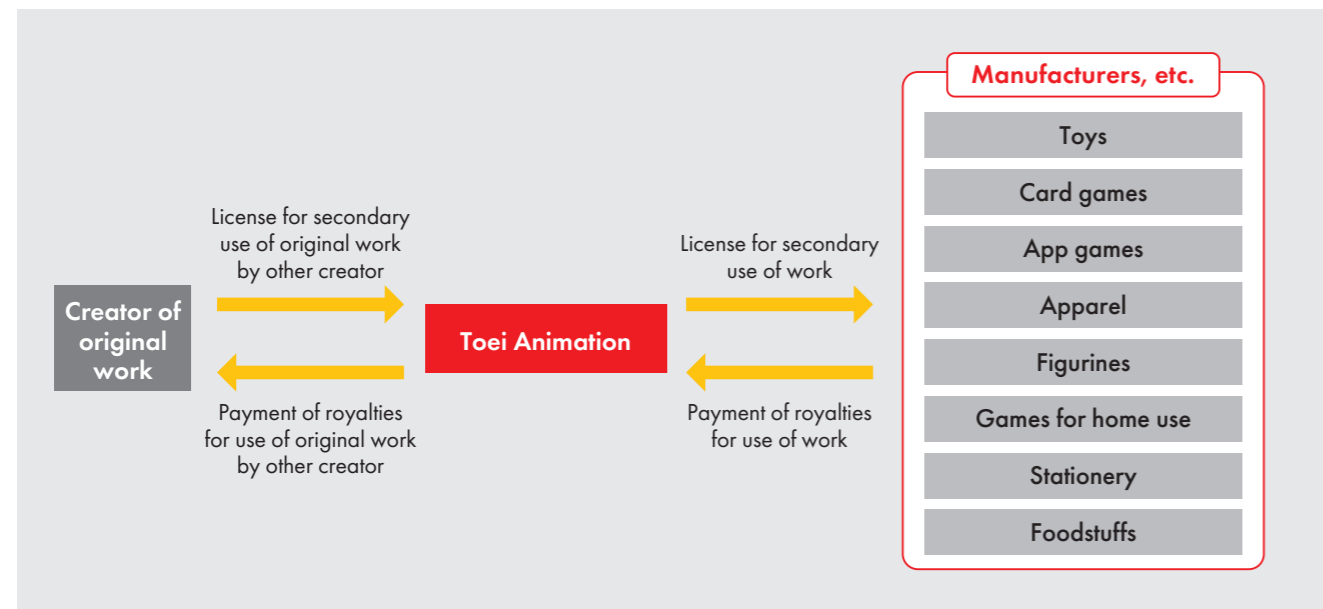 Creator of
original
work
License for secondary
use of original work
by other creator
Payment of royalties
for use of original work
by other creator
Toei Animation
License for secondary
use of work
Payment of royalties
for use of work
Manufacturers, etc.
Toys
Card games
App games
Apparel
Figurines
Games for home use
Stationery
Foodstuffs